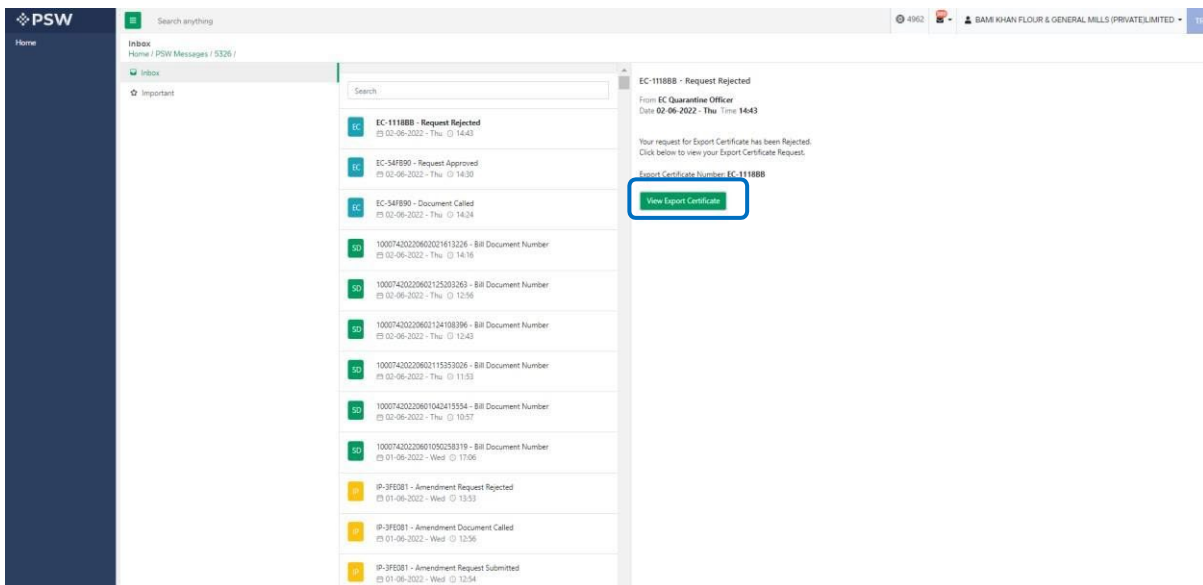 PSW
Search anything
4962
BAMI KHAN FLOUR & GENERAL MILLS (PRIVATE)LIMITED
Home
Inbox
Home / PSW Messages / 5326 /
Inbox
Important
Search
EC
EC-1118BB - Request Rejected
02-06-2022 - Thu 14:43
EC
EC-54FB90 - Request Approved
02-06-2022 - Thu 14:30
EC
EC-54FB90 - Document Called
02-06-2022 - Thu 14:24
SD
10007420220602021613226 - Bill Document Number
02-06-2022 - Thu 14:16
SD
10007420220602125203263 - Bill Document Number
02-06-2022 - Thu 12:56
SD
10007420220602124108396 - Bill Document Number
02-06-2022 - Thu 12:43
SD
10007420220602115353026 - Bill Document Number
02-06-2022 - Thu 11:53
SD
10007420220601042415554 - Bill Document Number
02-06-2022 - Thu 10:57
SD
10007420220601050258319 - Bill Document Number
01-06-2022 - Wed 17:06
IP
IP-3FE081 - Amendment Request Rejected
01-06-2022 - Wed 13:53
IP
IP-3FE081 - Amendment Document Called
01-06-2022 - Wed 12:56
IP
IP-3FE081 - Amendment Request Submitted
01-06-2022 - Wed 12:54
EC-1118BB - Request Rejected
From EC Quarantine Officer
Date 02-06-2022 - Thu Time 14:43
Your request for Export Certificate has been Rejected.
Click below to view your Export Certificate Request.
Export Certificate Number: EC-1118BB
View Export Certificate